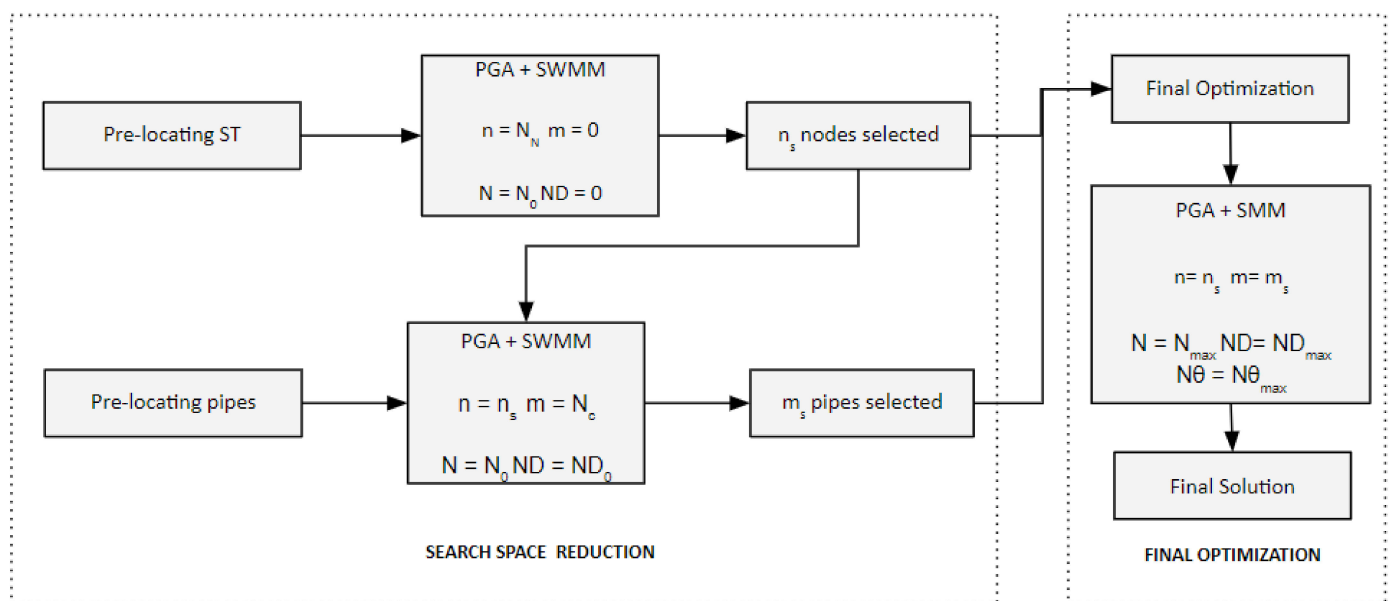 Pre-locating ST
PGA + SWMM
n = N_N m = 0
N = N_0 ND = 0
n_s nodes selected
Pre-locating pipes
PGA + SWMM
n = n_s m = N_c
N = N_0 ND = ND_0
m_s pipes selected
SEARCH SPACE REDUCTION
Final Optimization
PGA + SMM
n= n_s m= m_s
N = N_max ND= ND_max
Nθ = Nθ_max
Final Solution
FINAL OPTIMIZATION